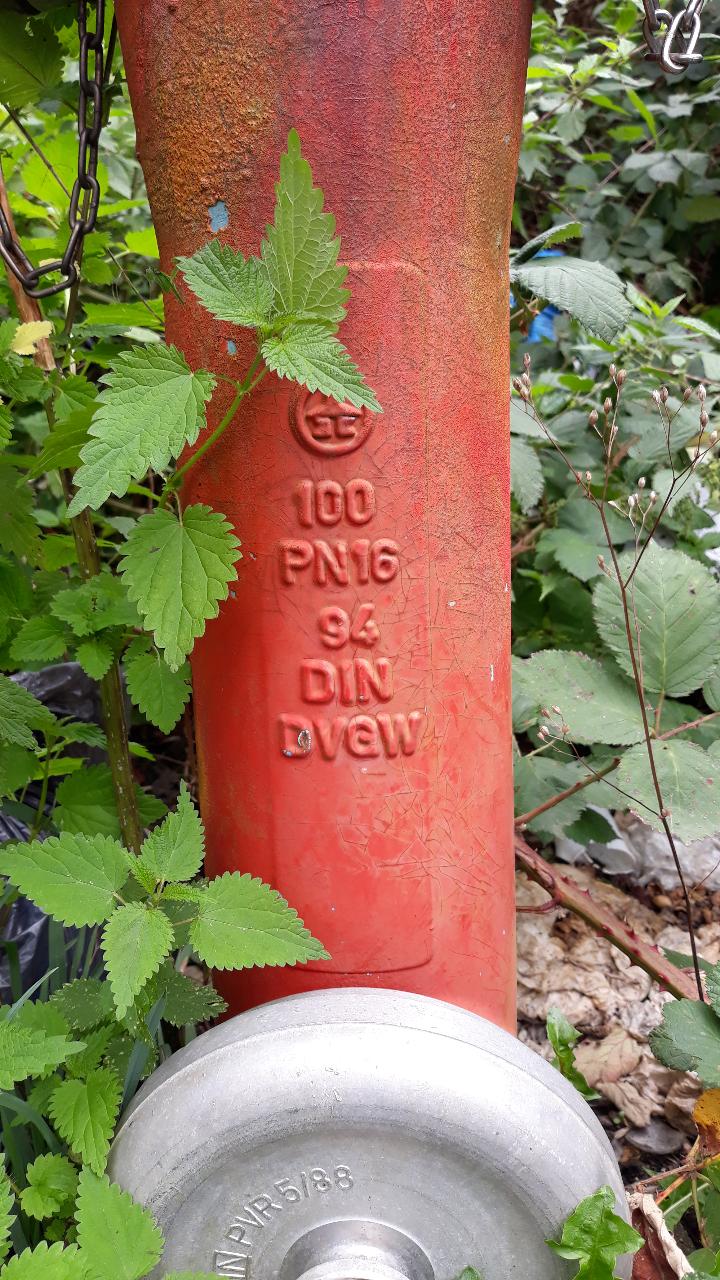 100
PN16
94
DIN
DVGW
PVR 5/88